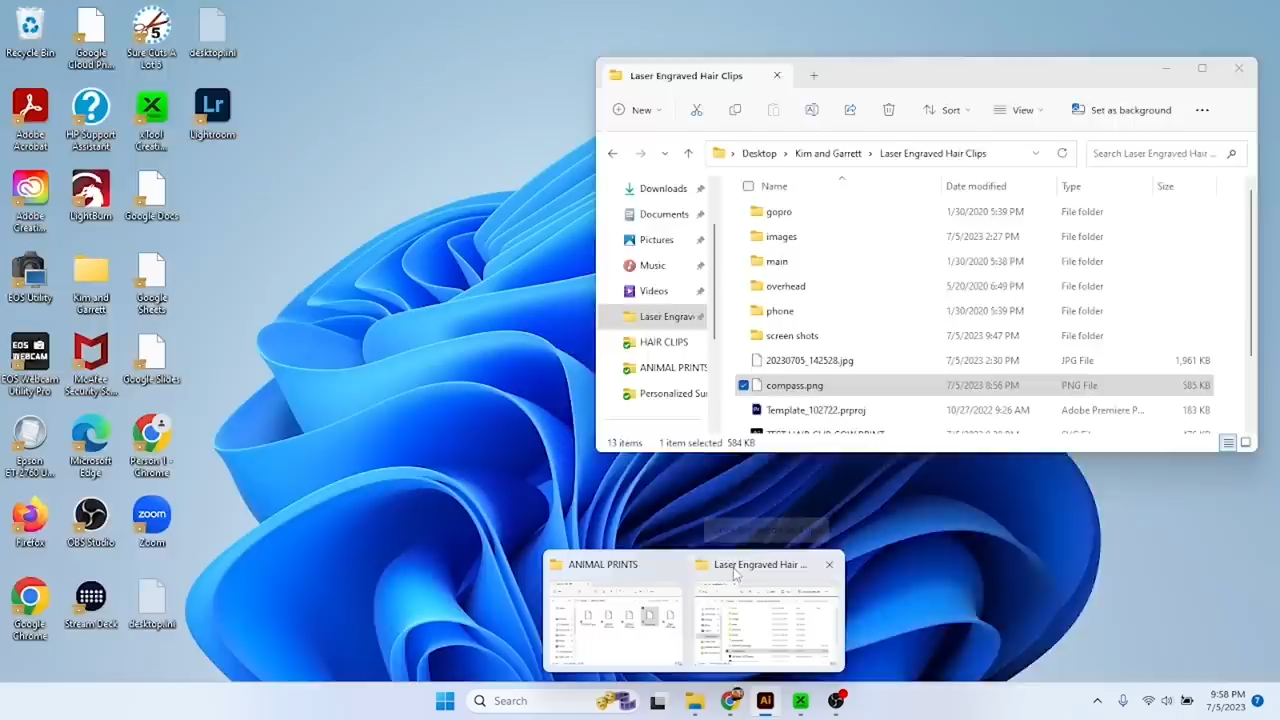 Recycle Bin
Google
Cloud Pri...
Sure Cuts A
Lot 5
desktop.ini
Adobe
Acrobat
HP Support
Assistant
xTool
Creati...
Lightroom
Adobe
Creati...
LightBurn
Google Docs
EOS Utility
Kim and
Garrett
Google
Sheets
EOS Webcam
Utility Pro
McAfee
Security Sc...
Google Slides
Epson
ET-2760 U...
Microsoft
Edge
Person 1 -
Chrome
Firefox
OBS Studio
Zoom
Google
Chrome
desktop.ini
Laser Engraved Hair Clips
New
Sort
View
Set as background
Desktop
Kim and Garrett
Laser Engraved Hair Clips
Search Laser Engraved Hair ...
Downloads
Documents
Pictures
Music
Videos
Laser Engrav
HAIR CLIPS
ANIMAL PRINTS
Personalized Su
Name Date modified Type Size
gopro 1/30/2020 5:39 PM File folder
images 7/5/2023 2:27 PM File folder
main 1/30/2020 5:38 PM File folder
overhead 5/20/2020 6:49 PM File folder
phone 1/30/2020 5:39 PM File folder
screen shots 7/5/2023 9:47 PM File folder
20230705_142528.jpg 7/5/2023 2:30 PM JPG File 1,961 KB
compass.png 7/5/2023 8:56 PM PNG File 585 KB
Template_102722.prproj 10/27/2022 9:26 AM Adobe Premiere P...
13 items 1 item selected 584 KB
ANIMAL PRINTS
Laser Engraved Hair ...
Search
9:58 PM
7/5/2023
7